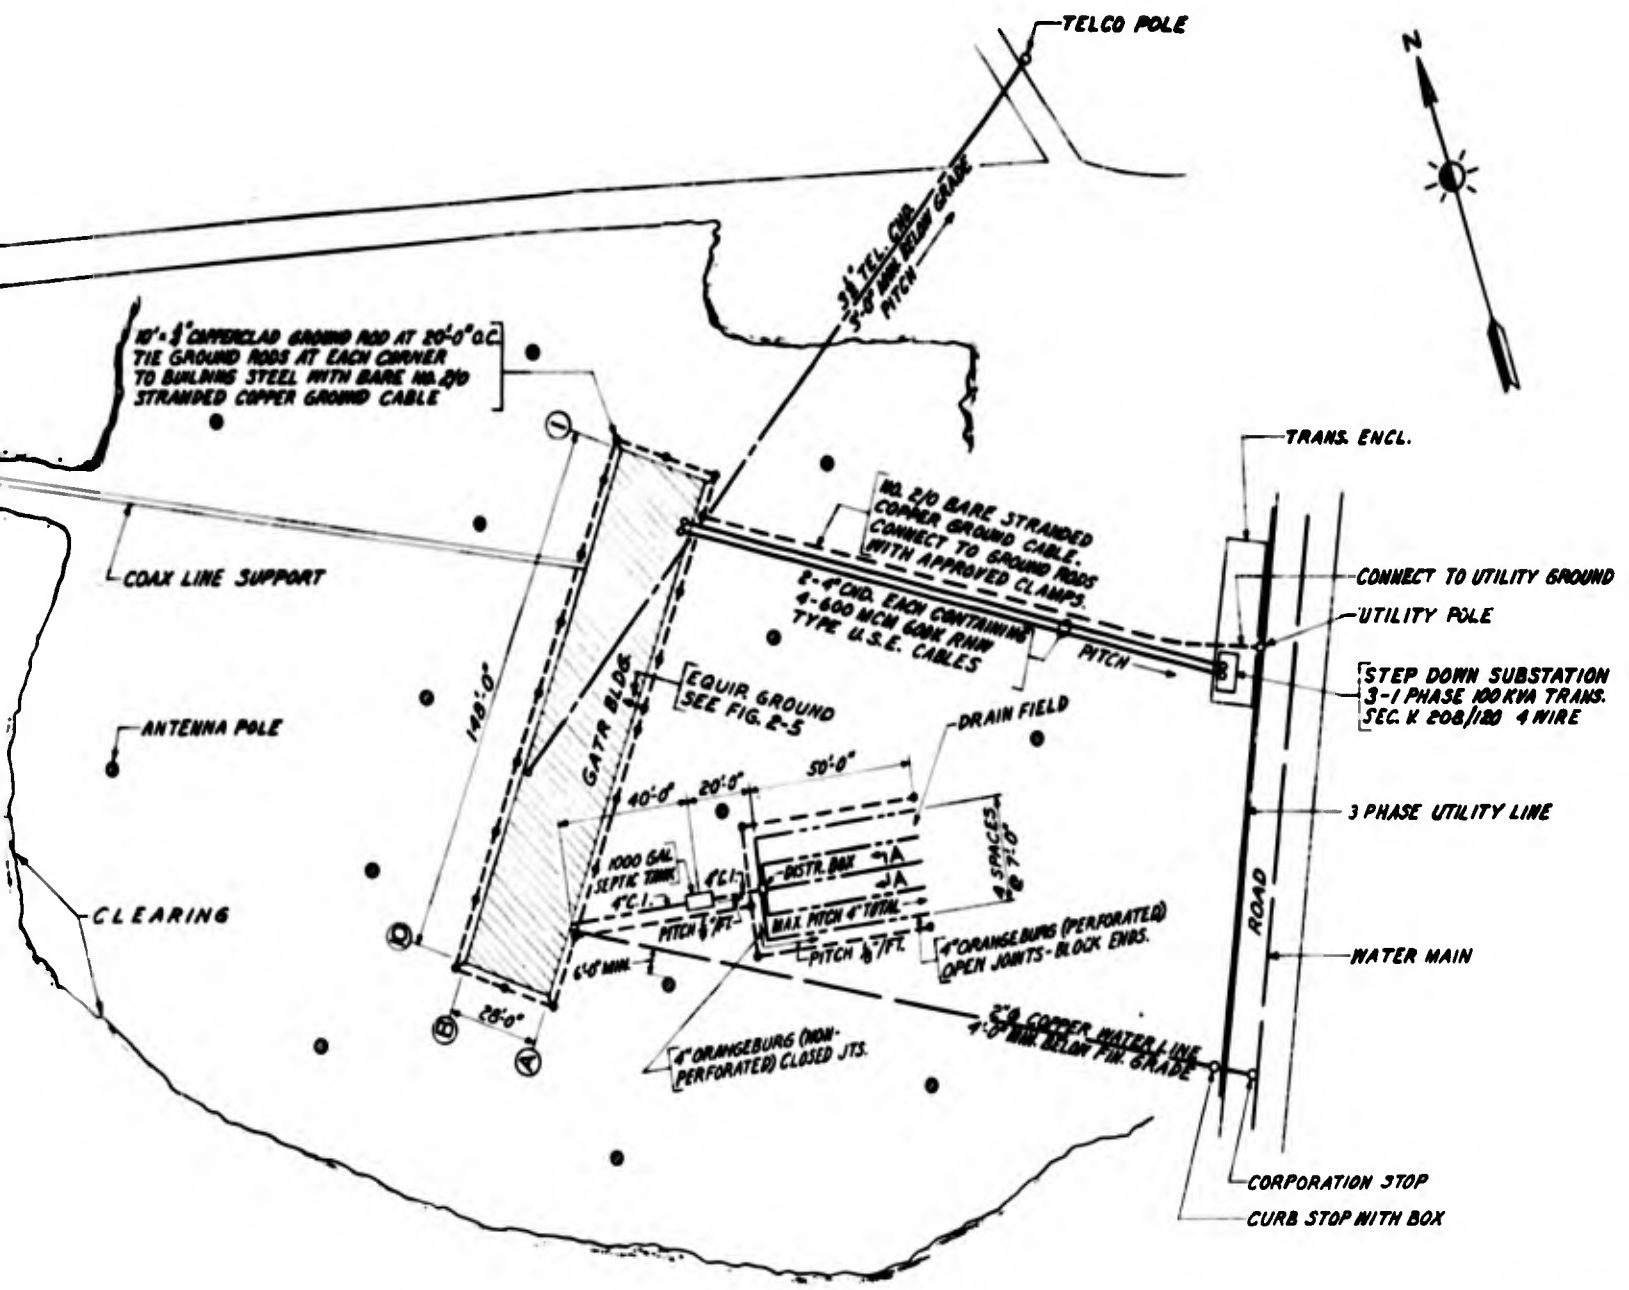 TELCO POLE
N
3½" TEL. CND.
3'-0" MIN. BELOW GRADE
PITCH
COPPERCLAD GROUND ROD AT 20'-0" O.C.
TIE GROUND RODS AT EACH CORNER
TO BUILDING STEEL WITH BARE NO. 2/0
STRANDED COPPER GROUND CABLE
1
TRANS. ENCL.
NO. 2/0 BARE STRANDED
COPPER GROUND CABLE.
CONNECT TO GROUND RODS
WITH APPROVED CLAMPS.
2-4" CND. EACH CONTAINING
4-600 MCM 600V RHW
TYPE U.S.E. CABLES
PITCH
COAX LINE SUPPORT
CONNECT TO UTILITY GROUND
UTILITY POLE
STEP DOWN SUBSTATION
3-1 PHASE 100 KVA TRANS.
SEC. V. 208/120 4 WIRE
148'-0"
GATR BLDG.
EQUIP. GROUND
SEE FIG. 2-5
DRAIN FIELD
ANTENNA POLE
40'-0"
20'-0"
50'-0"
3 PHASE UTILITY LINE
4 SPACES
@ 7'-0"
1000 GAL
SEPTIC TANK
4" C.I.
4" C.I.
DISTR. BOX
A
A
MAX PITCH 4" TOTAL
PITCH /FT.
PITCH /FT.
6'-0" MIN.
CLEARING
ROAD
4" ORANGEBURG (PERFORATED)
OPEN JOINTS - BLOCK ENDS.
WATER MAIN
C
B
A
28'-0"
2" COPPER WATER LINE
4'-0" MIN. BELOW FIN. GRADE
4" ORANGEBURG (NON-
PERFORATED) CLOSED JTS.
CORPORATION STOP
CURB STOP WITH BOX